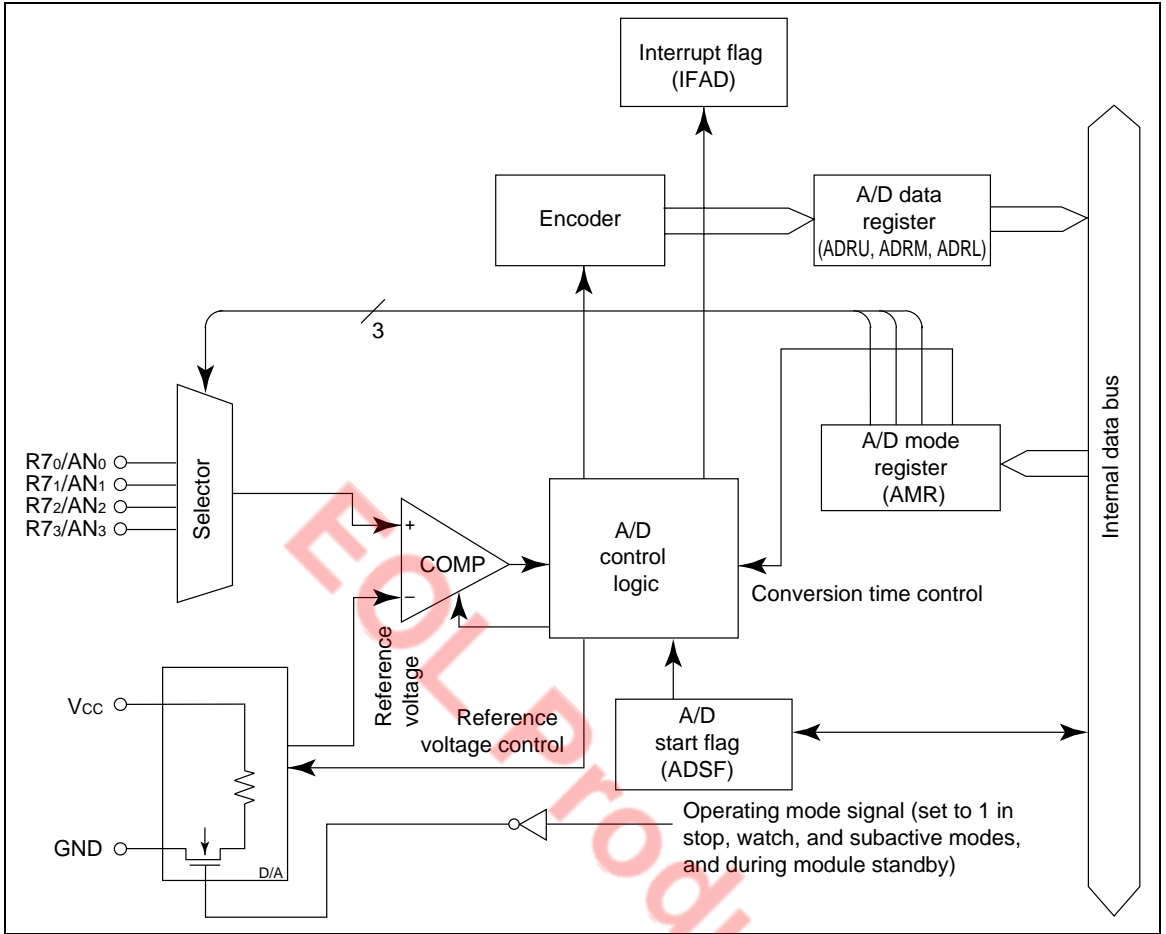 Interrupt flag
(IFAD)
Encoder
A/D data
register
(ADRU, ADRM, ADRL)
3
Selector
R70/AN0
R71/AN1
R72/AN2
R73/AN3
A/D mode
register
(AMR)
Internal data bus
+
COMP
−
A/D
control
logic
Conversion time control
Reference
voltage
Reference
voltage control
VCC
GND
D/A
A/D
start flag
(ADSF)
Operating mode signal (set to 1 in
stop, watch, and subactive modes,
and during module standby)
EOL Produ